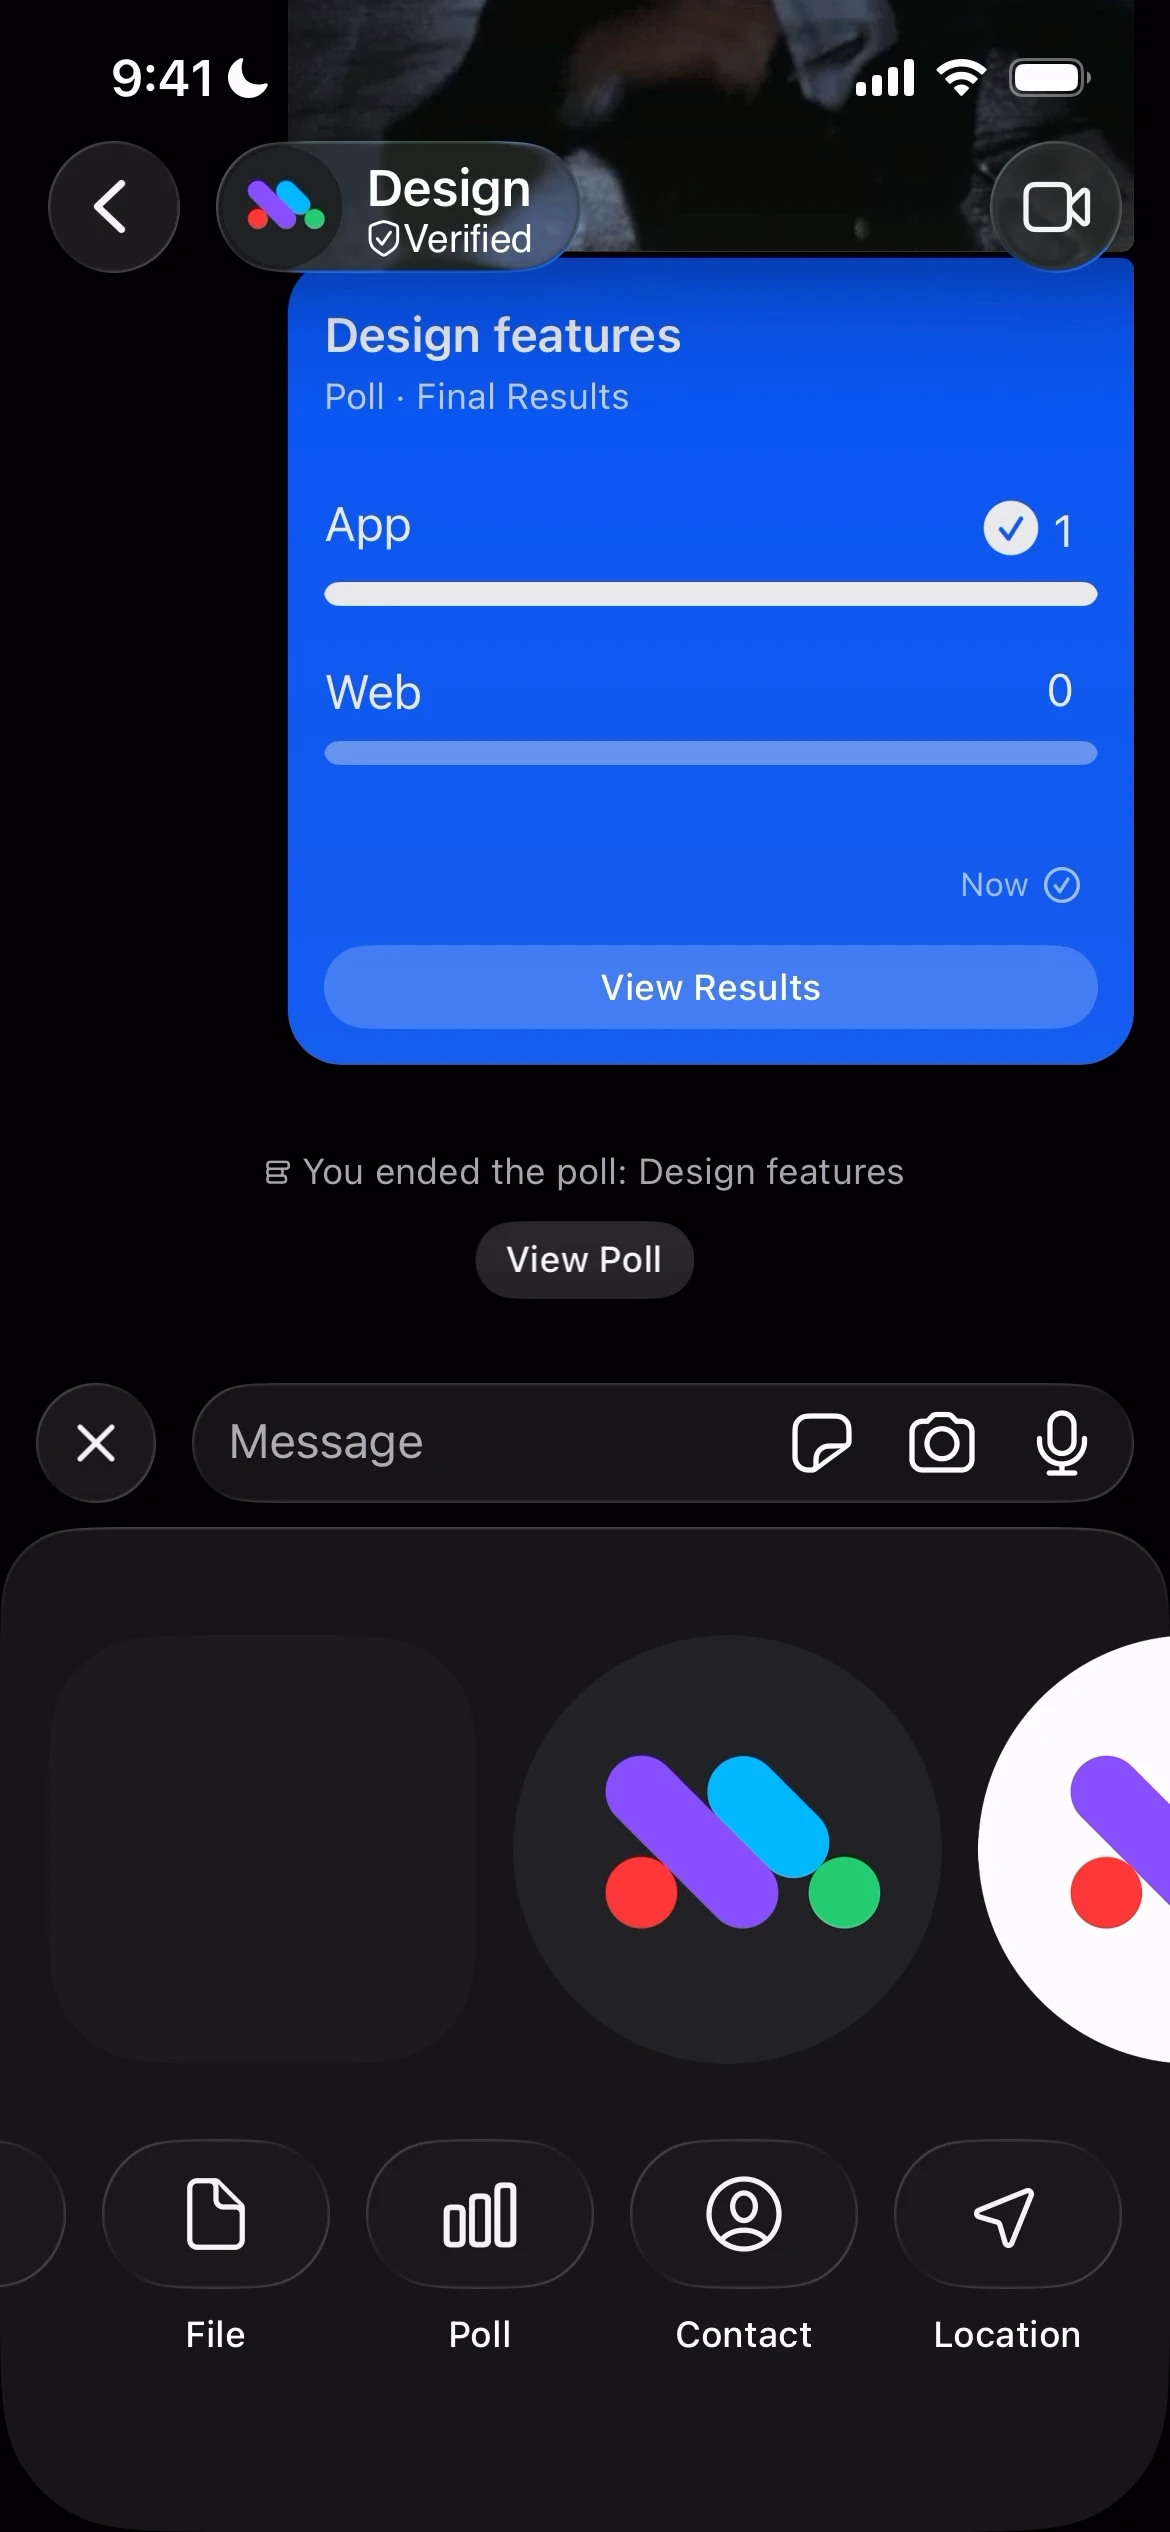 9:41
Design
Verified
Design features
Poll · Final Results
App
1
Web
0
Now
View Results
You ended the poll: Design features
View Poll
Message
File
Poll
Contact
Location